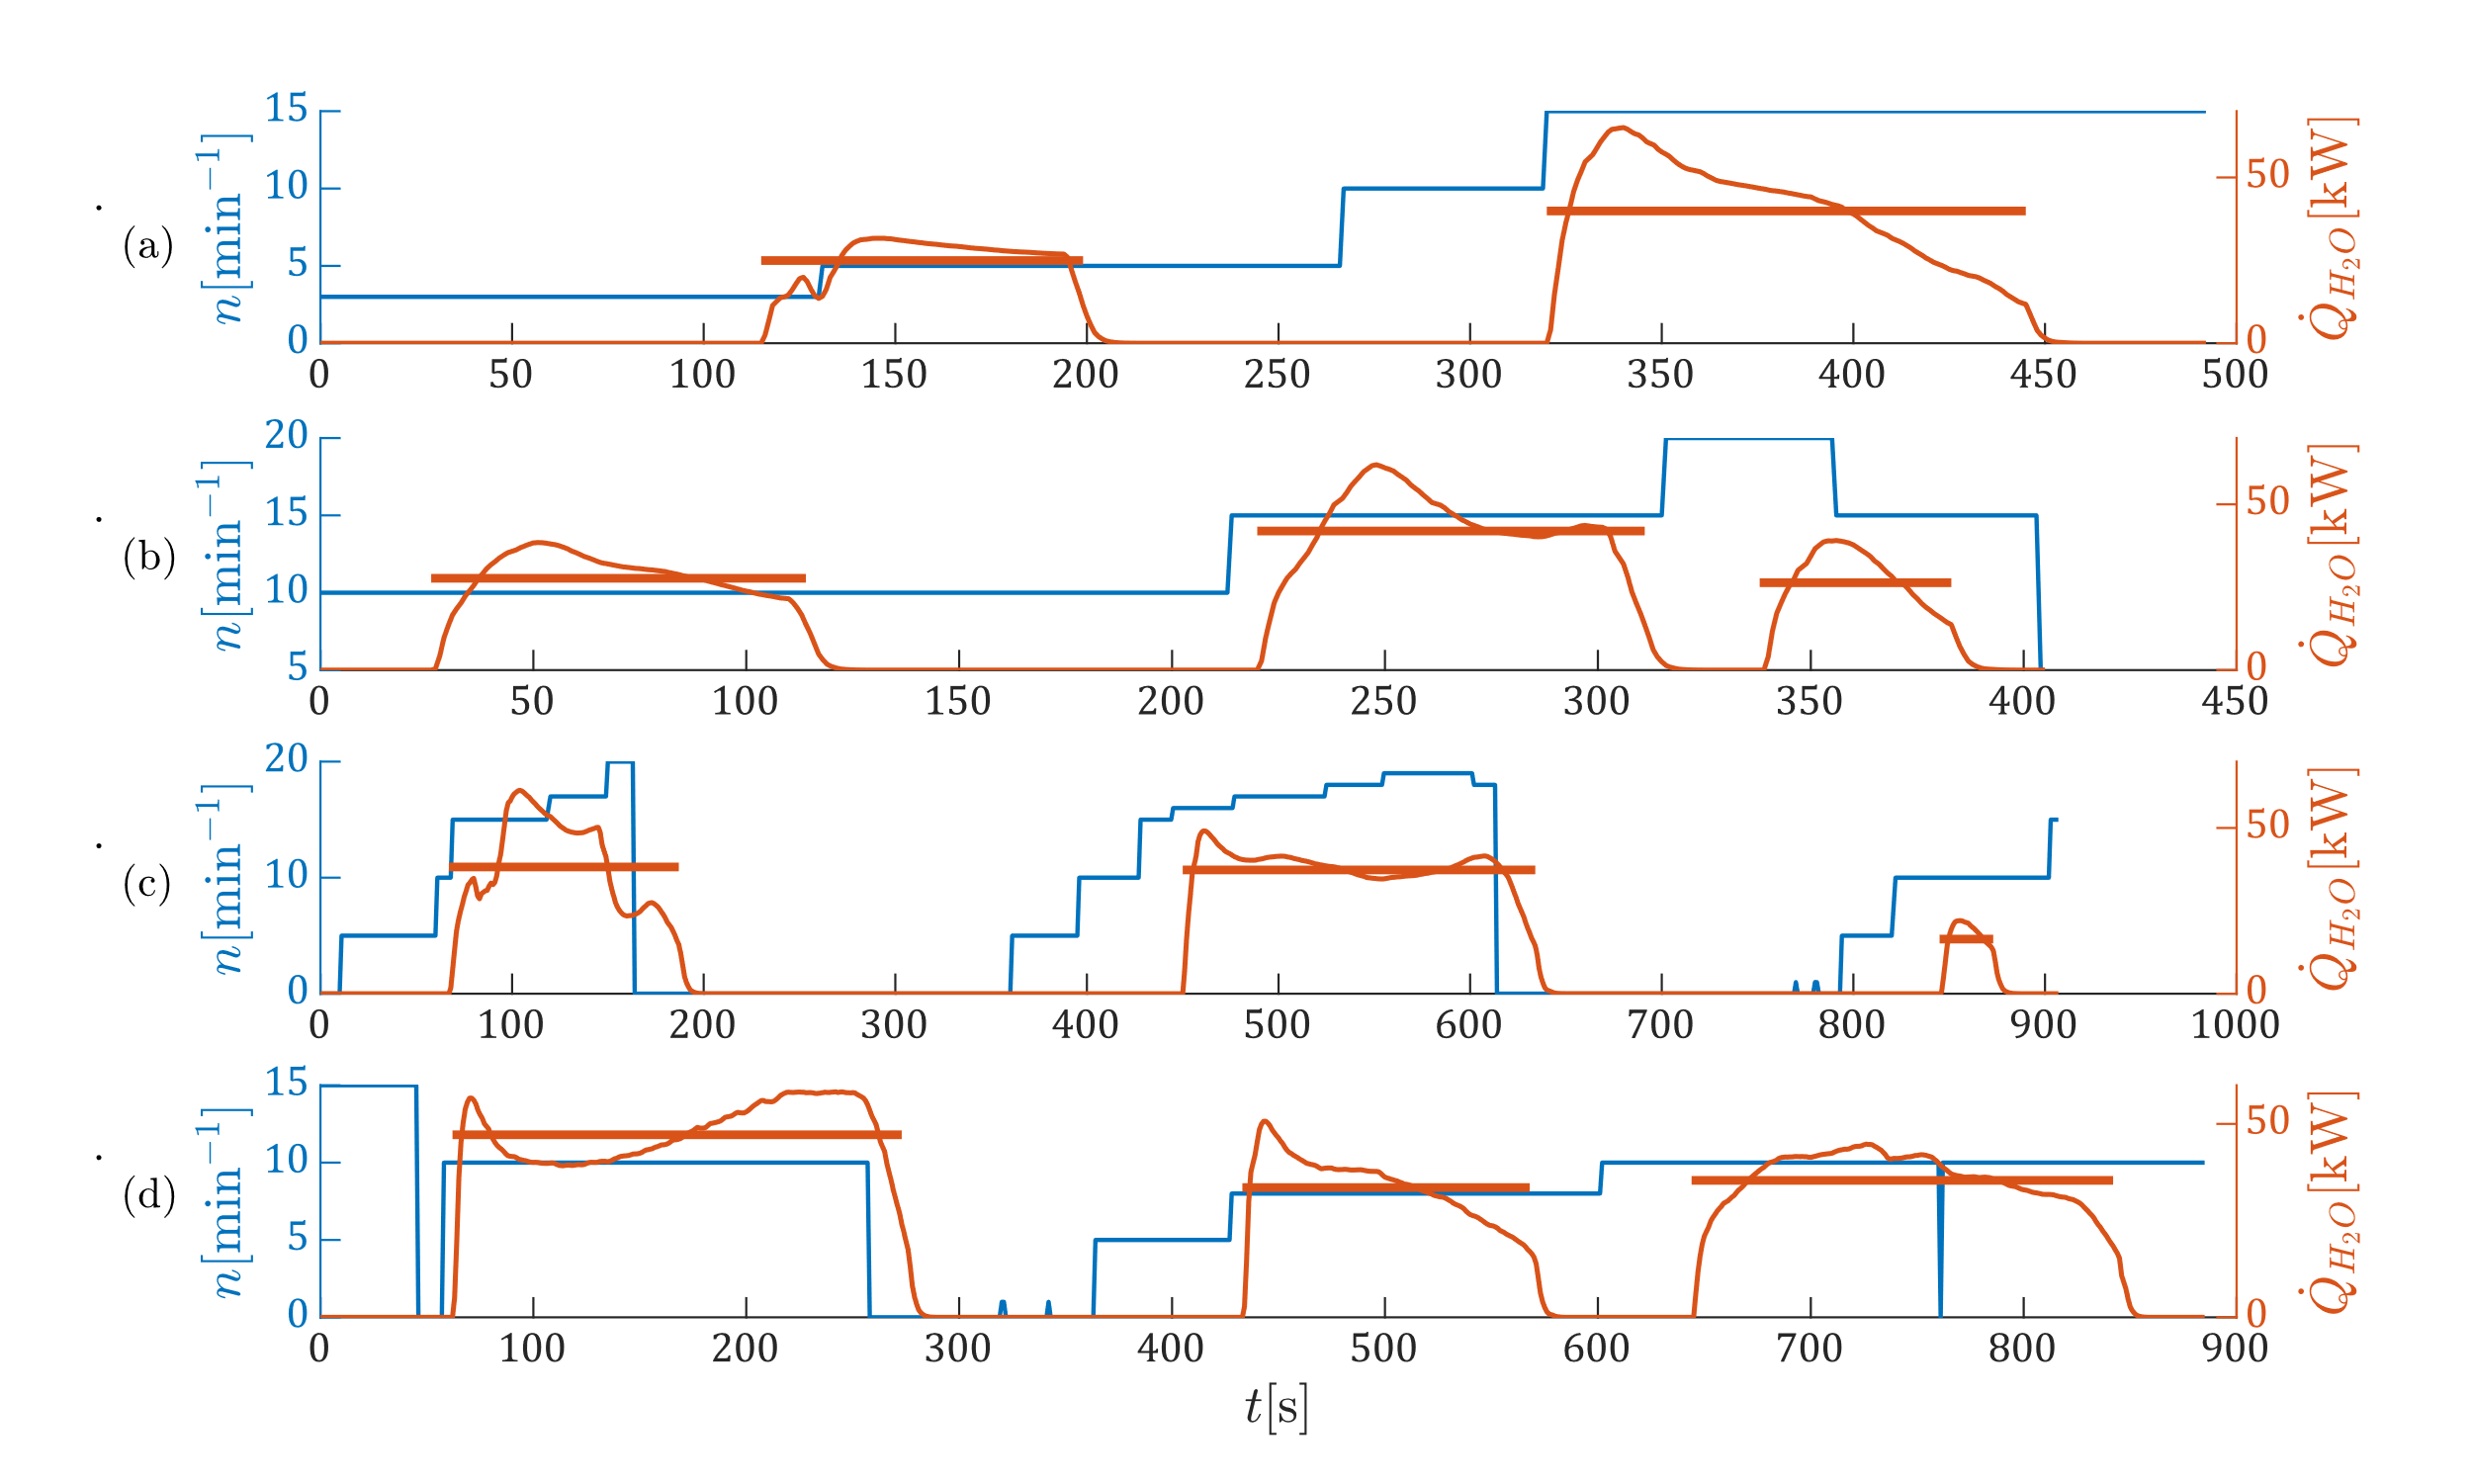 (a)
n[min⁻¹]
15
10
5
0
50
0
Q̇_{H₂O}[kW]
0 50 100 150 200 250 300 350 400 450 500
(b)
n[min⁻¹]
20
15
10
5
50
0
Q̇_{H₂O}[kW]
0 50 100 150 200 250 300 350 400 450
(c)
n[min⁻¹]
20
10
0
50
0
Q̇_{H₂O}[kW]
0 100 200 300 400 500 600 700 800 900 1000
(d)
n[min⁻¹]
15
10
5
0
50
0
Q̇_{H₂O}[kW]
0 100 200 300 400 500 600 700 800 900
t[s]